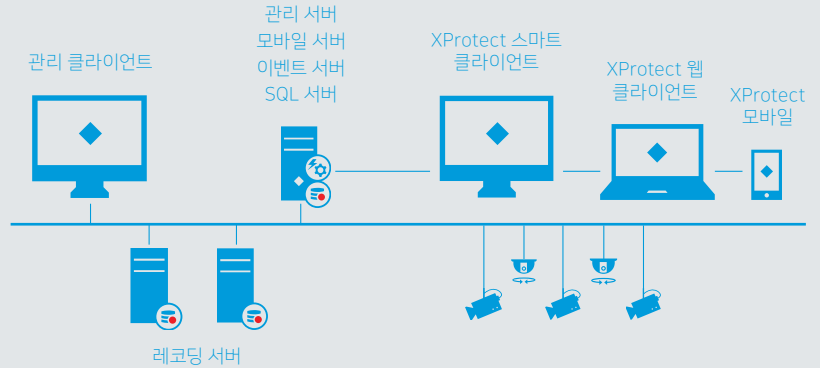 관리 클라이언트
관리 서버
모바일 서버
이벤트 서버
SQL 서버
XProtect 스마트
클라이언트
XProtect 웹
클라이언트
XProtect
모바일
레코딩 서버